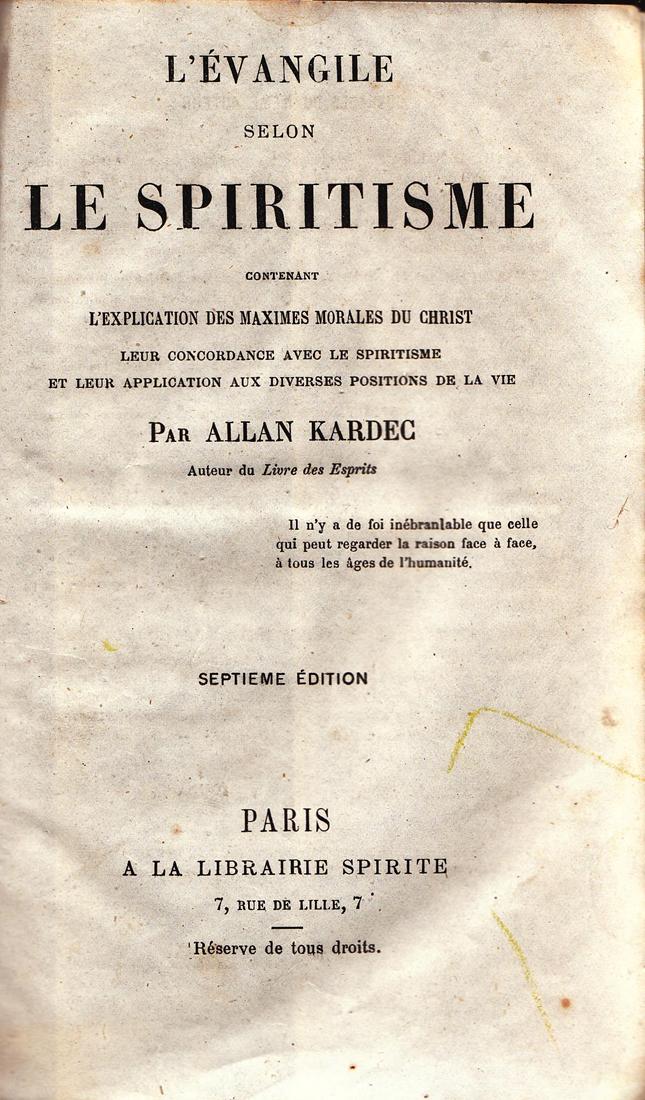 L'ÉVANGILE
SELON
LE SPIRITISME
CONTENANT
L'EXPLICATION DES MAXIMES MORALES DU CHRIST
LEUR CONCORDANCE AVEC LE SPIRITISME
ET LEUR APPLICATION AUX DIVERSES POSITIONS DE LA VIE
PAR ALLAN KARDEC
Auteur du Livre des Esprits
Il n'y a de foi inébranlable que celle
qui peut regarder la raison face à face,
à tous les âges de l'humanité.
SEPTIEME ÉDITION
PARIS
A LA LIBRAIRIE SPIRITE
7, RUE DE LILLE, 7
Réserve de tous droits.